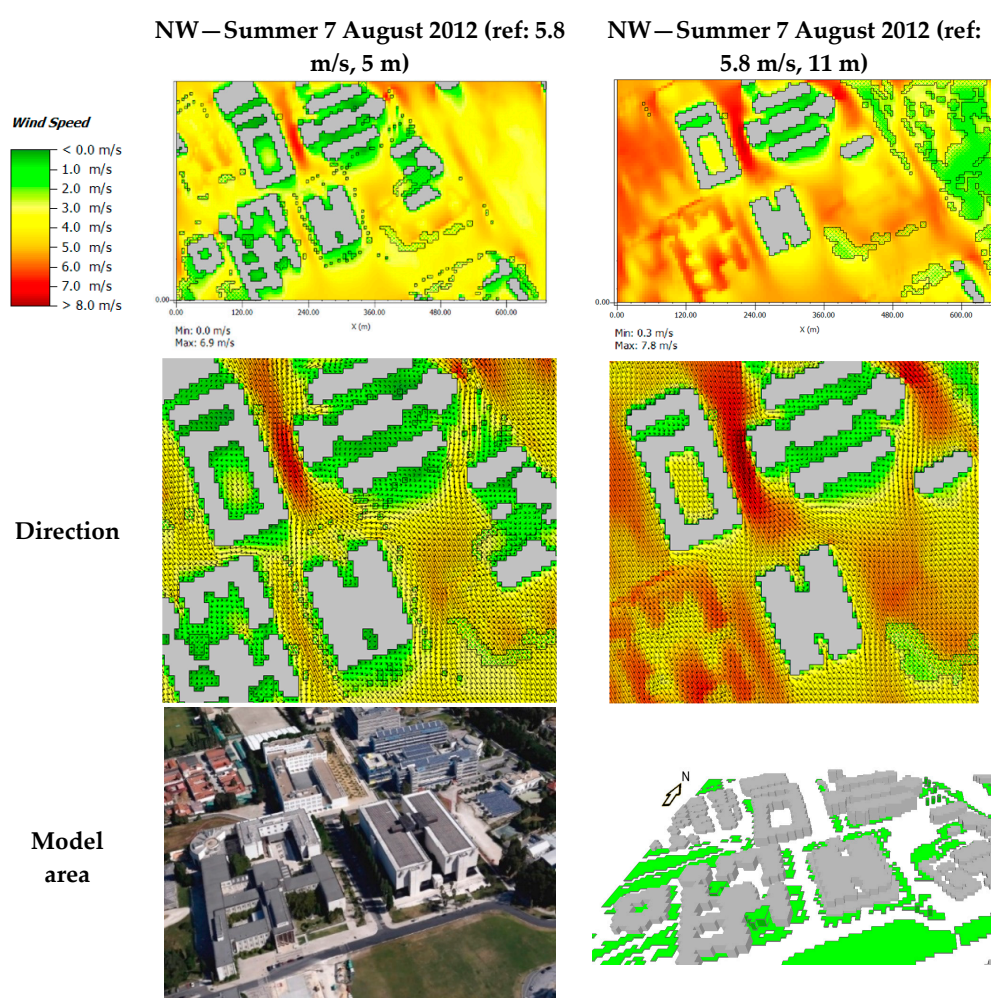 NW—Summer 7 August 2012 (ref: 5.8
m/s, 5 m)
NW—Summer 7 August 2012 (ref:
5.8 m/s, 11 m)
Wind Speed
< 0.0 m/s
1.0 m/s
2.0 m/s
3.0 m/s
4.0 m/s
5.0 m/s
6.0 m/s
7.0 m/s
> 8.0 m/s
0.00
0.00 120.00 240.00 360.00 480.00 600.00
X (m)
Min: 0.0 m/s
Max: 6.9 m/s
0.00
0.00 120.00 240.00 360.00 480.00 600.00
X (m)
Min: 0.3 m/s
Max: 7.8 m/s
Direction
Model
area
N